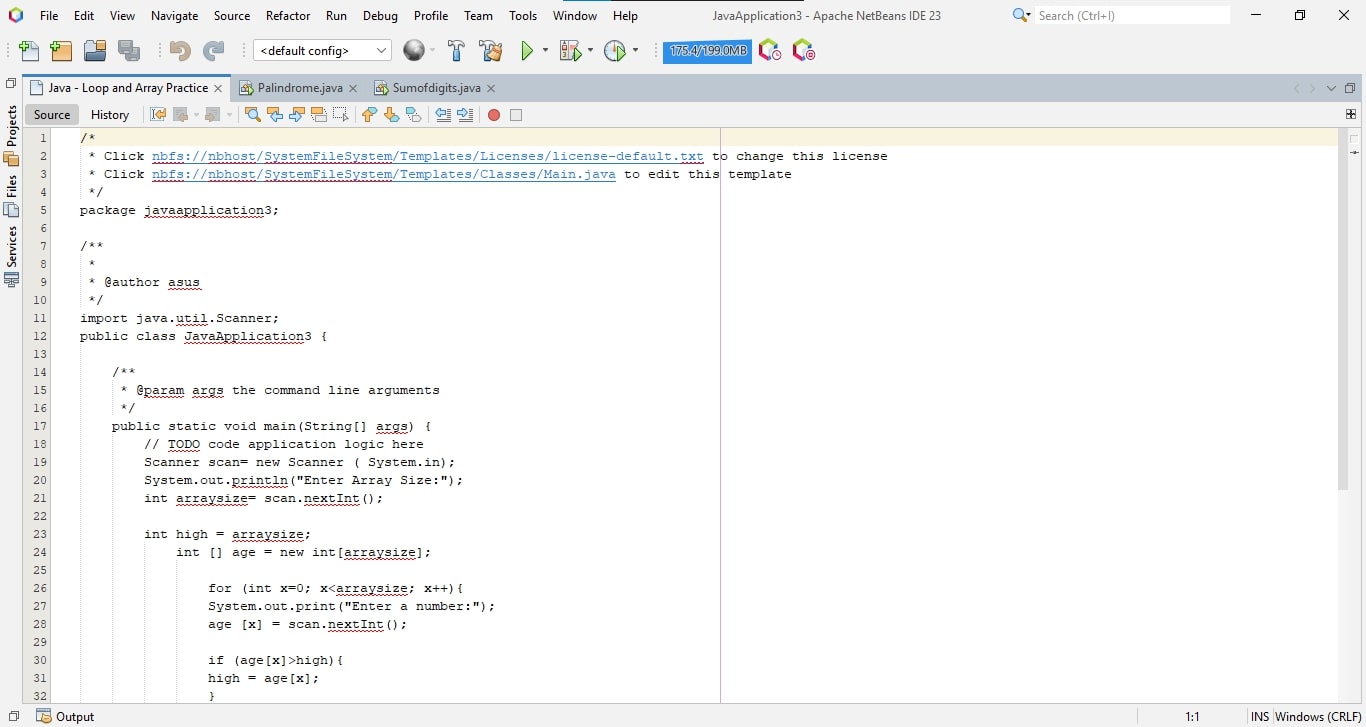 File Edit View Navigate Source Refactor Run Debug Profile Team Tools Window Help JavaApplication3 - Apache NetBeans IDE 23 Search (Ctrl+I)
<default config> 175.4/199.0MB
Java - Loop and Array Practice Palindrome.java Sumofdigits.java
Source History
Projects
Files
Services
1 /*
2 * Click nbfs://nbhost/SystemFileSystem/Templates/Licenses/license-default.txt to change this license
3 * Click nbfs://nbhost/SystemFileSystem/Templates/Classes/Main.java to edit this template
4 */
5 package javaapplication3;
6
7 /**
8 *
9 * @author asus
10 */
11 import java.util.Scanner;
12 public class JavaApplication3 {
13
14 /**
15 * @param args the command line arguments
16 */
17 public static void main(String[] args) {
18 // TODO code application logic here
19 Scanner scan= new Scanner ( System.in);
20 System.out.println("Enter Array Size:");
21 int arraysize= scan.nextInt();
22
23 int high = arraysize;
24 int [] age = new int[arraysize];
25
26 for (int x=0; x<arraysize; x++){
27 System.out.print("Enter a number:");
28 age [x] = scan.nextInt();
29
30 if (age[x]>high){
31 high = age[x];
32 }
Output 1:1 INS Windows (CRLF)